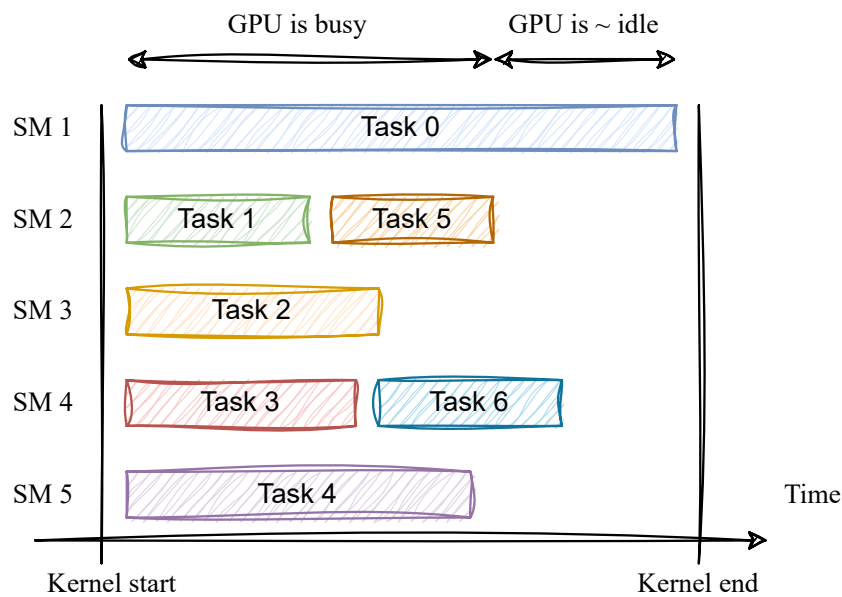 GPU is busy
GPU is ~ idle
SM 1
Task 0
SM 2
Task 1
Task 5
SM 3
Task 2
SM 4
Task 3
Task 6
SM 5
Task 4
Time
Kernel start
Kernel end